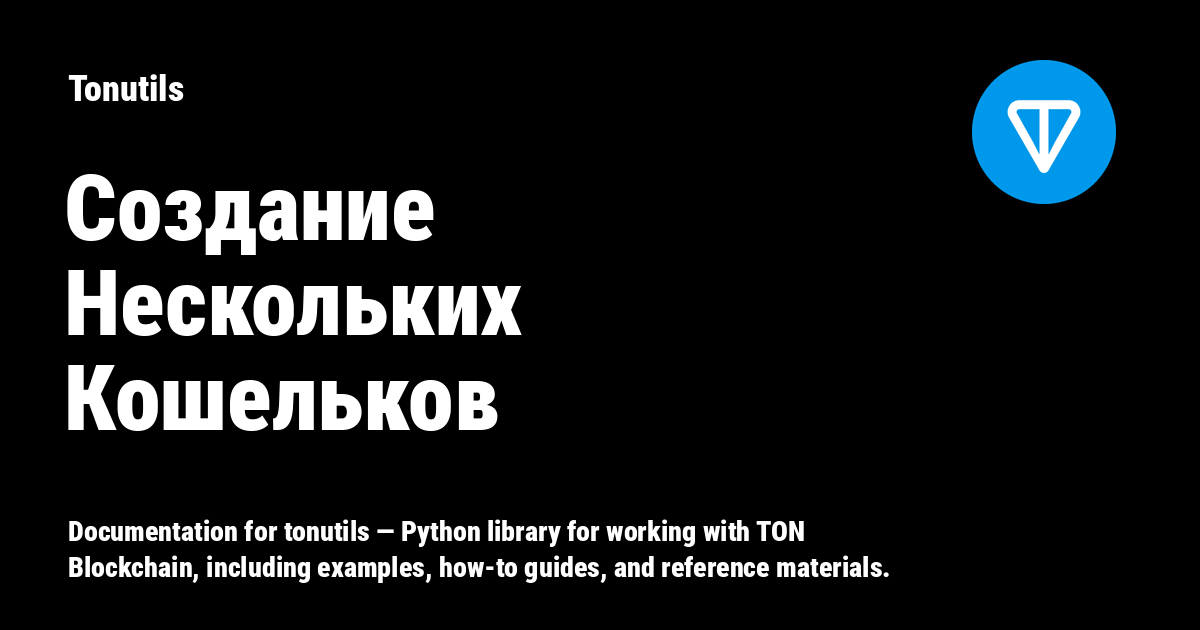 Tonutils
Создание
Нескольких
Кошельков
Documentation for tonutils — Python library for working with TON
Blockchain, including examples, how-to guides, and reference materials.